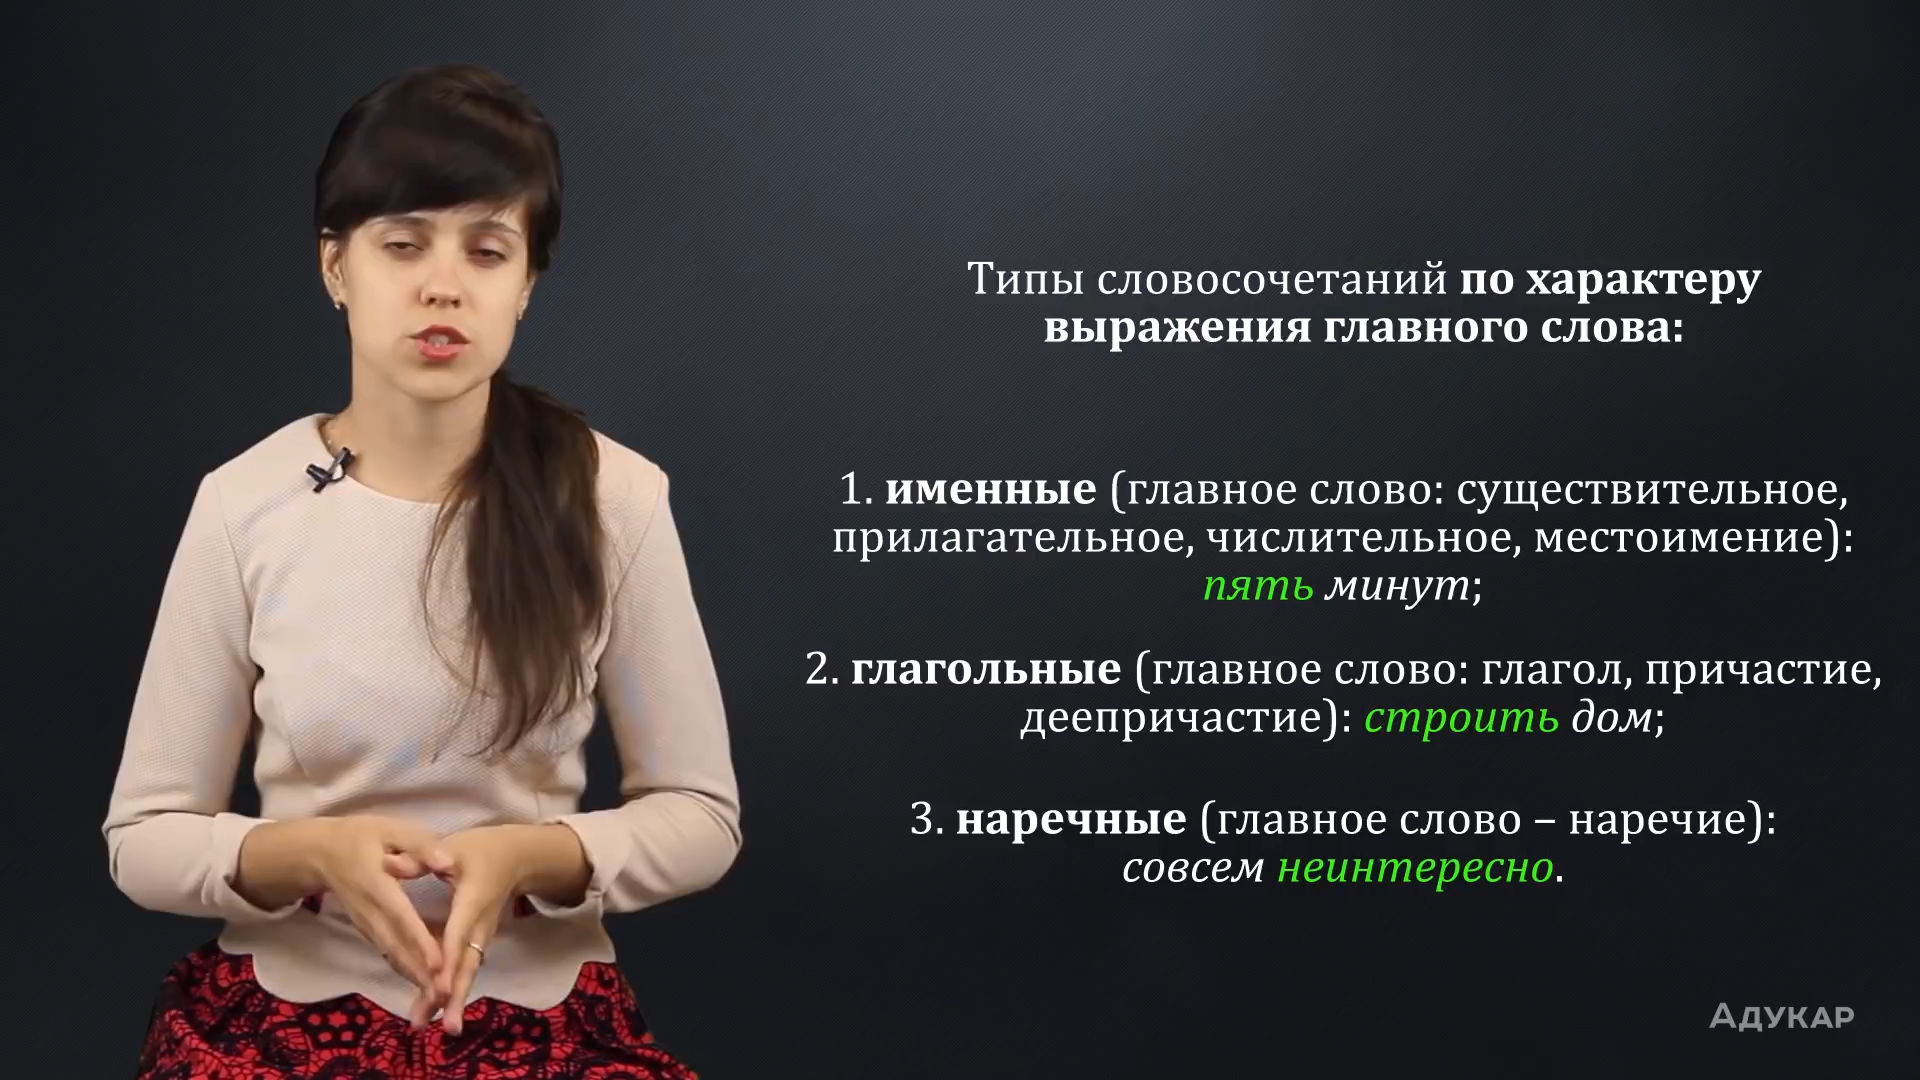 Типы словосочетаний по характеру
выражения главного слова:
1. именные (главное слово: существительное,
прилагательное, числительное, местоимение):
пять минут;
2. глагольные (главное слово: глагол, причастие,
деепричастие): строить дом;
3. наречные (главное слово – наречие):
совсем неинтересно.
АДУКАР